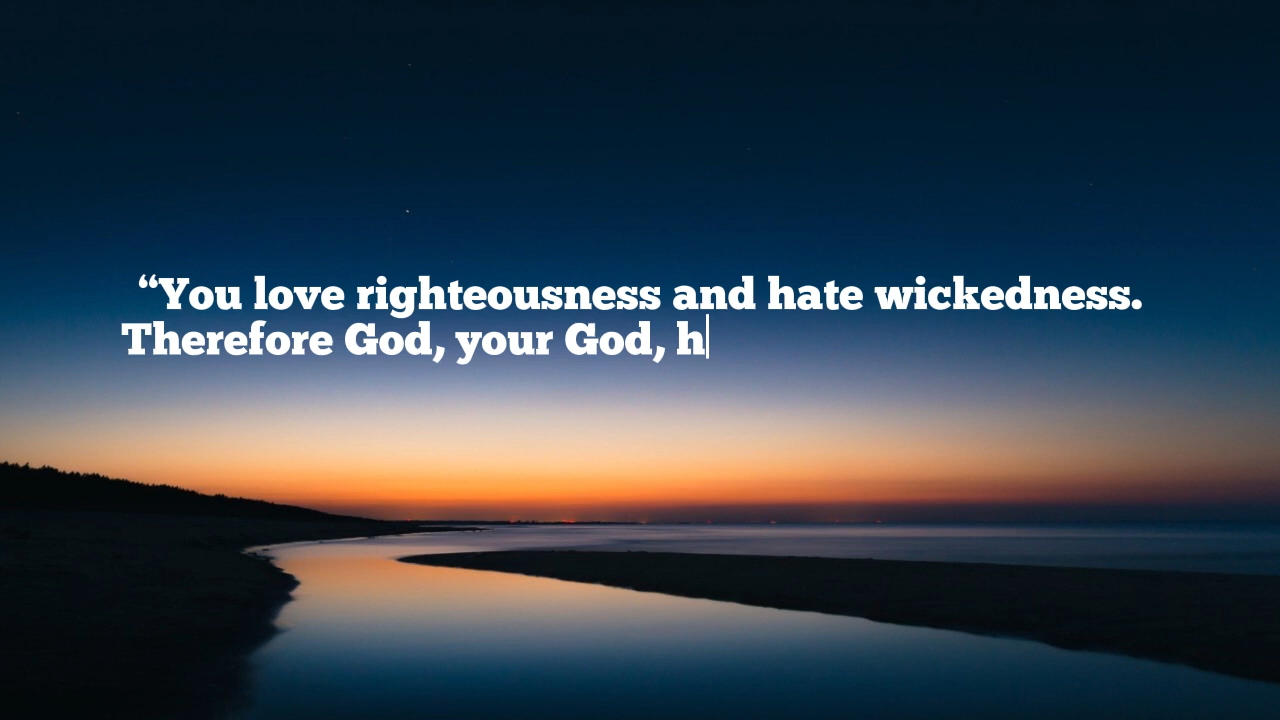 “You love righteousness and hate wickedness.
Therefore God, your God, h